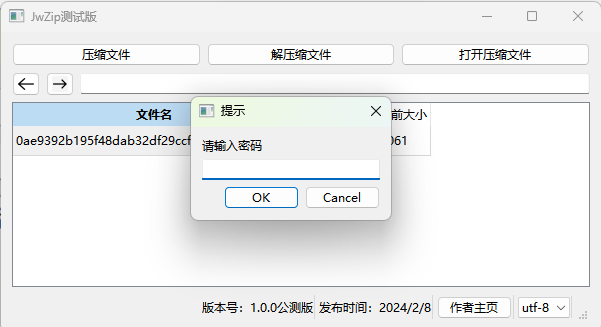 JwZip测试版
压缩文件 解压缩文件 打开压缩文件
文件名 前大小
0ae9392b195f48dab32df29ccf 061
提示
请输入密码
OK Cancel
版本号：1.0.0公测版 发布时间：2024/2/8 作者主页 utf-8